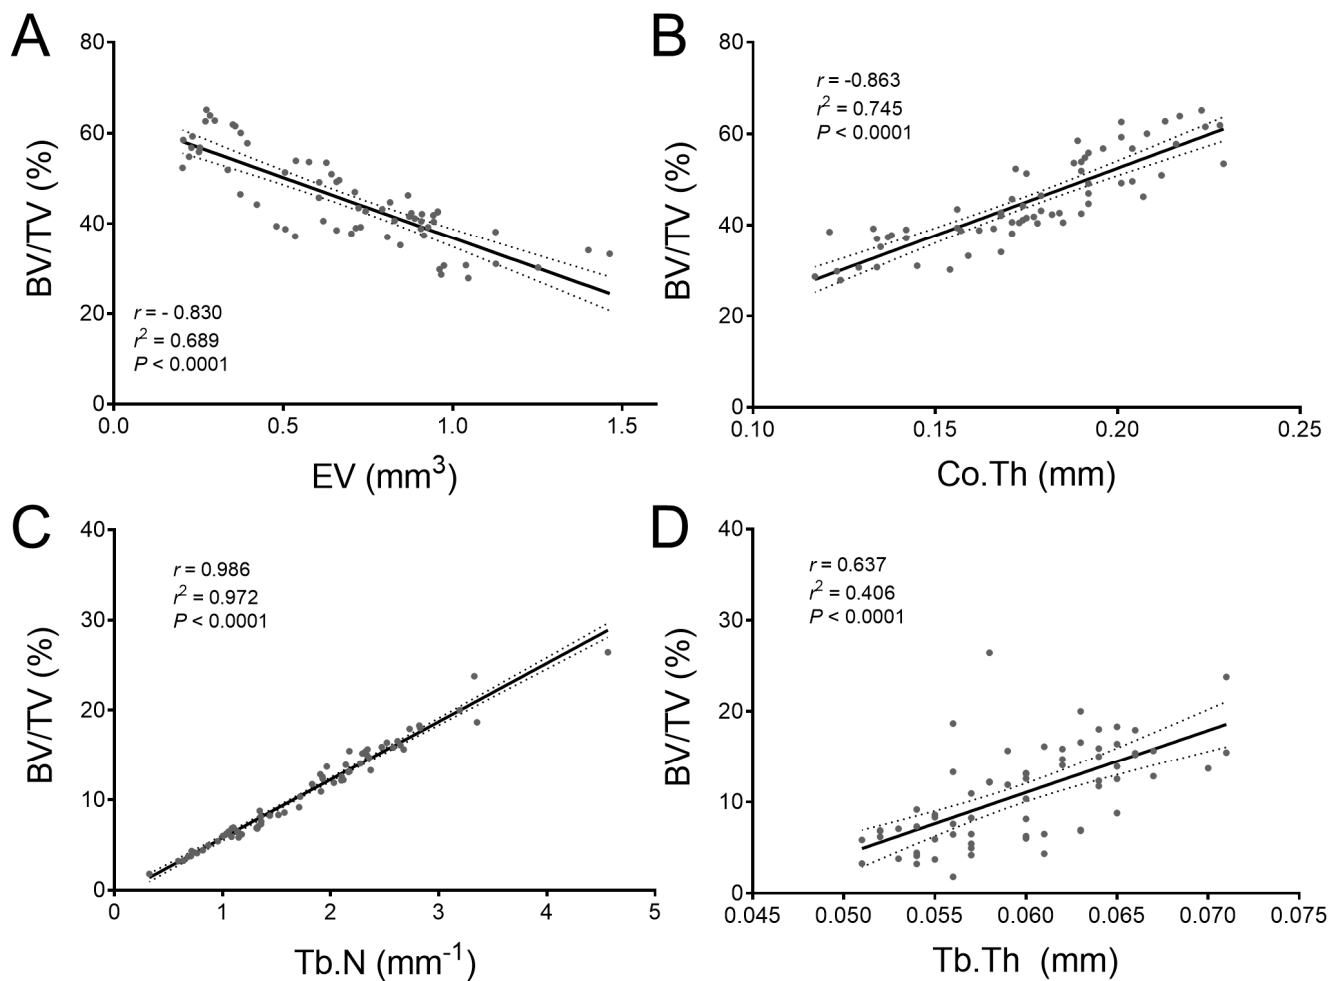 A
80
60
40
20
0
BV/TV (%)
r = - 0.830
r² = 0.689
P < 0.0001
0.0 0.5 1.0 1.5
EV (mm³)
B
80
60
40
20
0
BV/TV (%)
r = -0.863
r² = 0.745
P < 0.0001
0.10 0.15 0.20 0.25
Co.Th (mm)
C
40
30
20
10
0
BV/TV (%)
r = 0.986
r² = 0.972
P < 0.0001
0 1 2 3 4 5
Tb.N (mm⁻¹)
D
40
30
20
10
0
BV/TV (%)
r = 0.637
r² = 0.406
P < 0.0001
0.045 0.050 0.055 0.060 0.065 0.070 0.075
Tb.Th (mm)